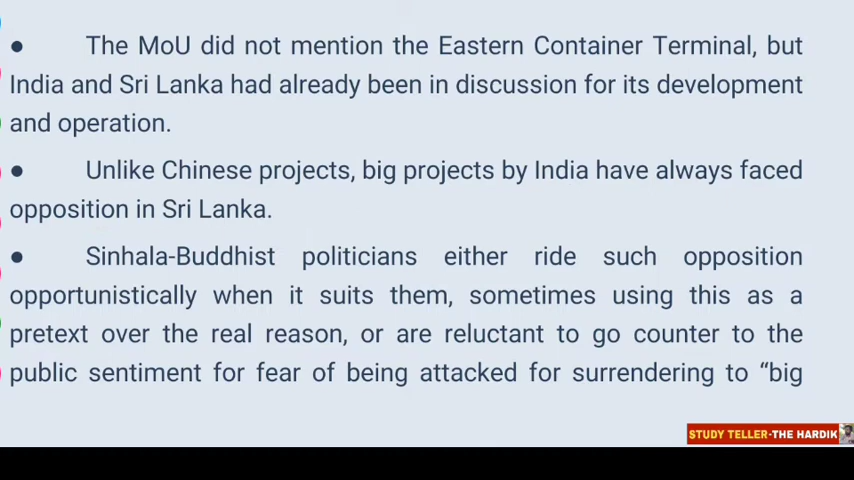 ● The MoU did not mention the Eastern Container Terminal, but
India and Sri Lanka had already been in discussion for its development
and operation.
● Unlike Chinese projects, big projects by India have always faced
opposition in Sri Lanka.
● Sinhala-Buddhist politicians either ride such opposition
opportunistically when it suits them, sometimes using this as a
pretext over the real reason, or are reluctant to go counter to the
public sentiment for fear of being attacked for surrendering to “big
STUDY TELLER-THE HARDIK